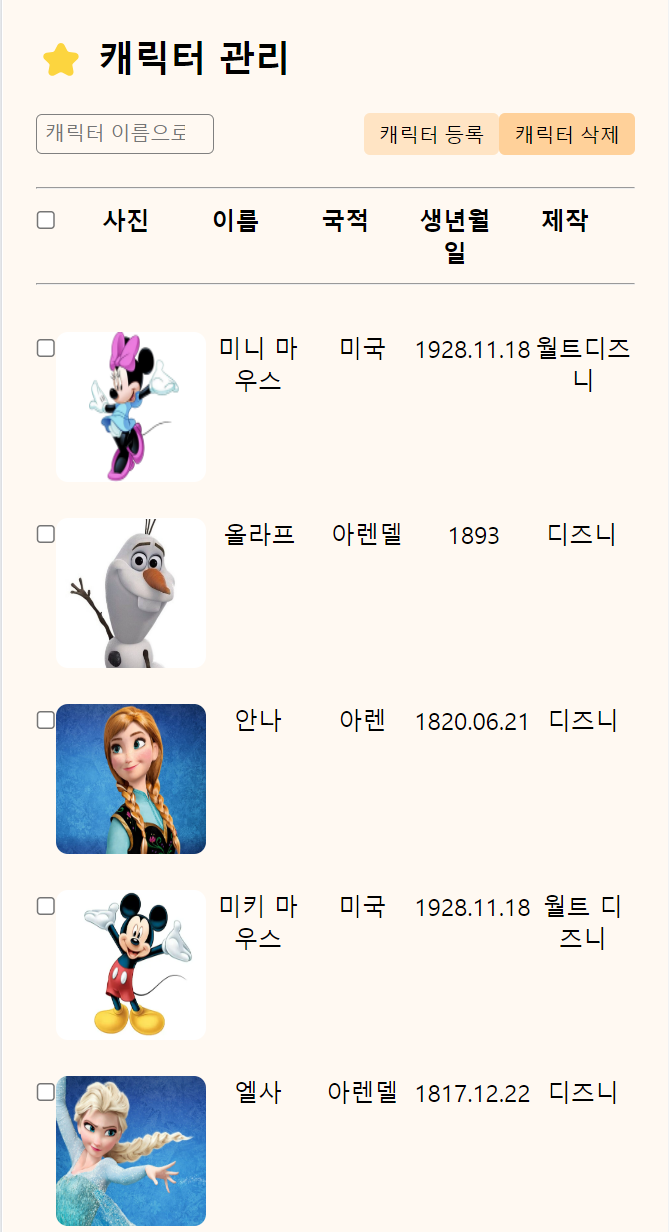 캐릭터 관리
캐릭터 이름으로
캐릭터 등록 캐릭터 삭제
사진 이름 국적 생년월 제작
일
미니 마 미국 1928.11.18 월트디즈
우스 니
올라프 아렌델 1893 디즈니
안나 아렌 1820.06.21 디즈니
미키 마 미국 1928.11.18 월트 디
우스 즈니
엘사 아렌델 1817.12.22 디즈니